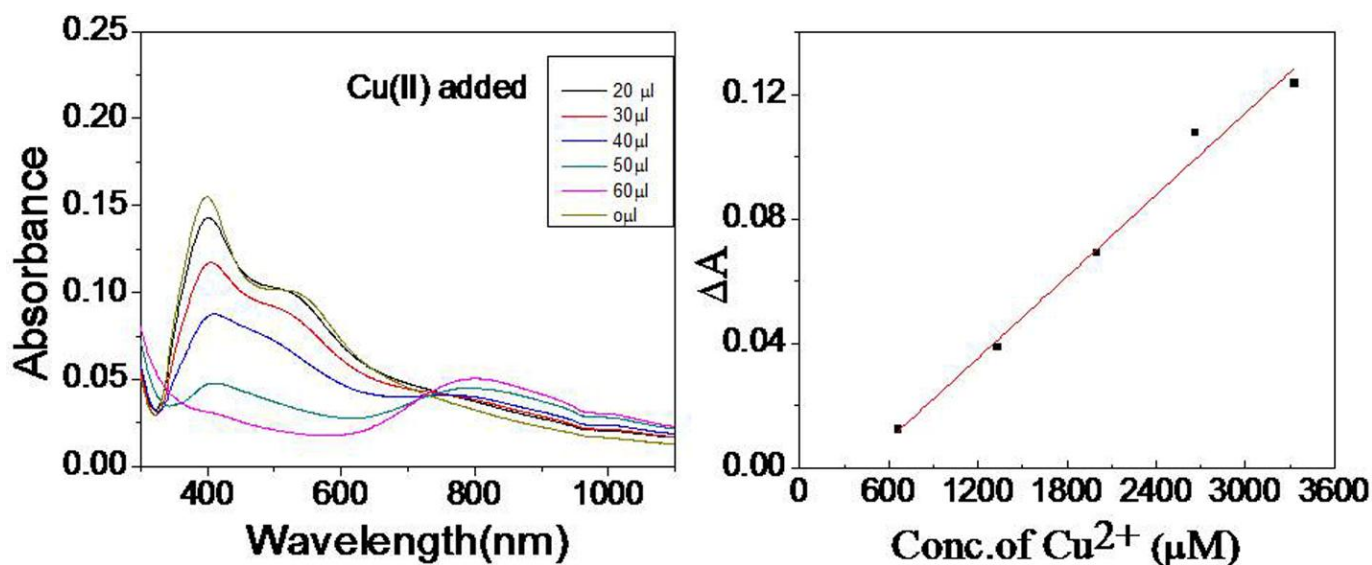 0.25
0.20
0.15
0.10
0.05
0.00
Absorbance
400 600 800 1000
Wavelength(nm)
Cu(II) added
20 µl
30µl
40µl
50µl
60µl
oµl
0.12
0.08
0.04
0.00
ΔA
0 600 1200 1800 2400 3000 3600
Conc.of Cu²⁺ (µM)